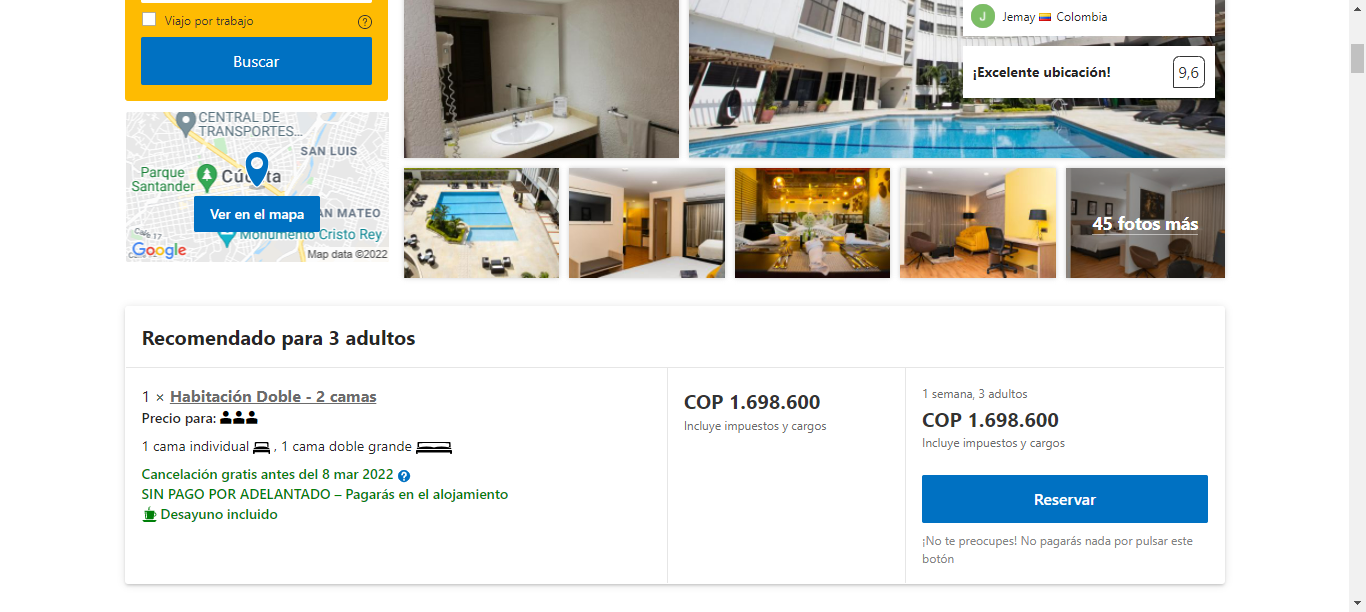 Viajo por trabajo
?
Buscar
CENTRAL DE
TRANSPORTES...
SAN LUIS
Parque
Santander
Ver en el mapa
AN MATEO
Calle 17
Monumento Cristo Rey
Google
Map data ©2022
J Jemay Colombia
¡Excelente ubicación! 9,6
45 fotos más
Recomendado para 3 adultos
1 × Habitación Doble - 2 camas
Precio para:
1 cama individual , 1 cama doble grande
Cancelación gratis antes del 8 mar 2022 ?
SIN PAGO POR ADELANTADO – Pagarás en el alojamiento
Desayuno incluido
COP 1.698.600
Incluye impuestos y cargos
1 semana, 3 adultos
COP 1.698.600
Incluye impuestos y cargos
Reservar
¡No te preocupes! No pagarás nada por pulsar este
botón